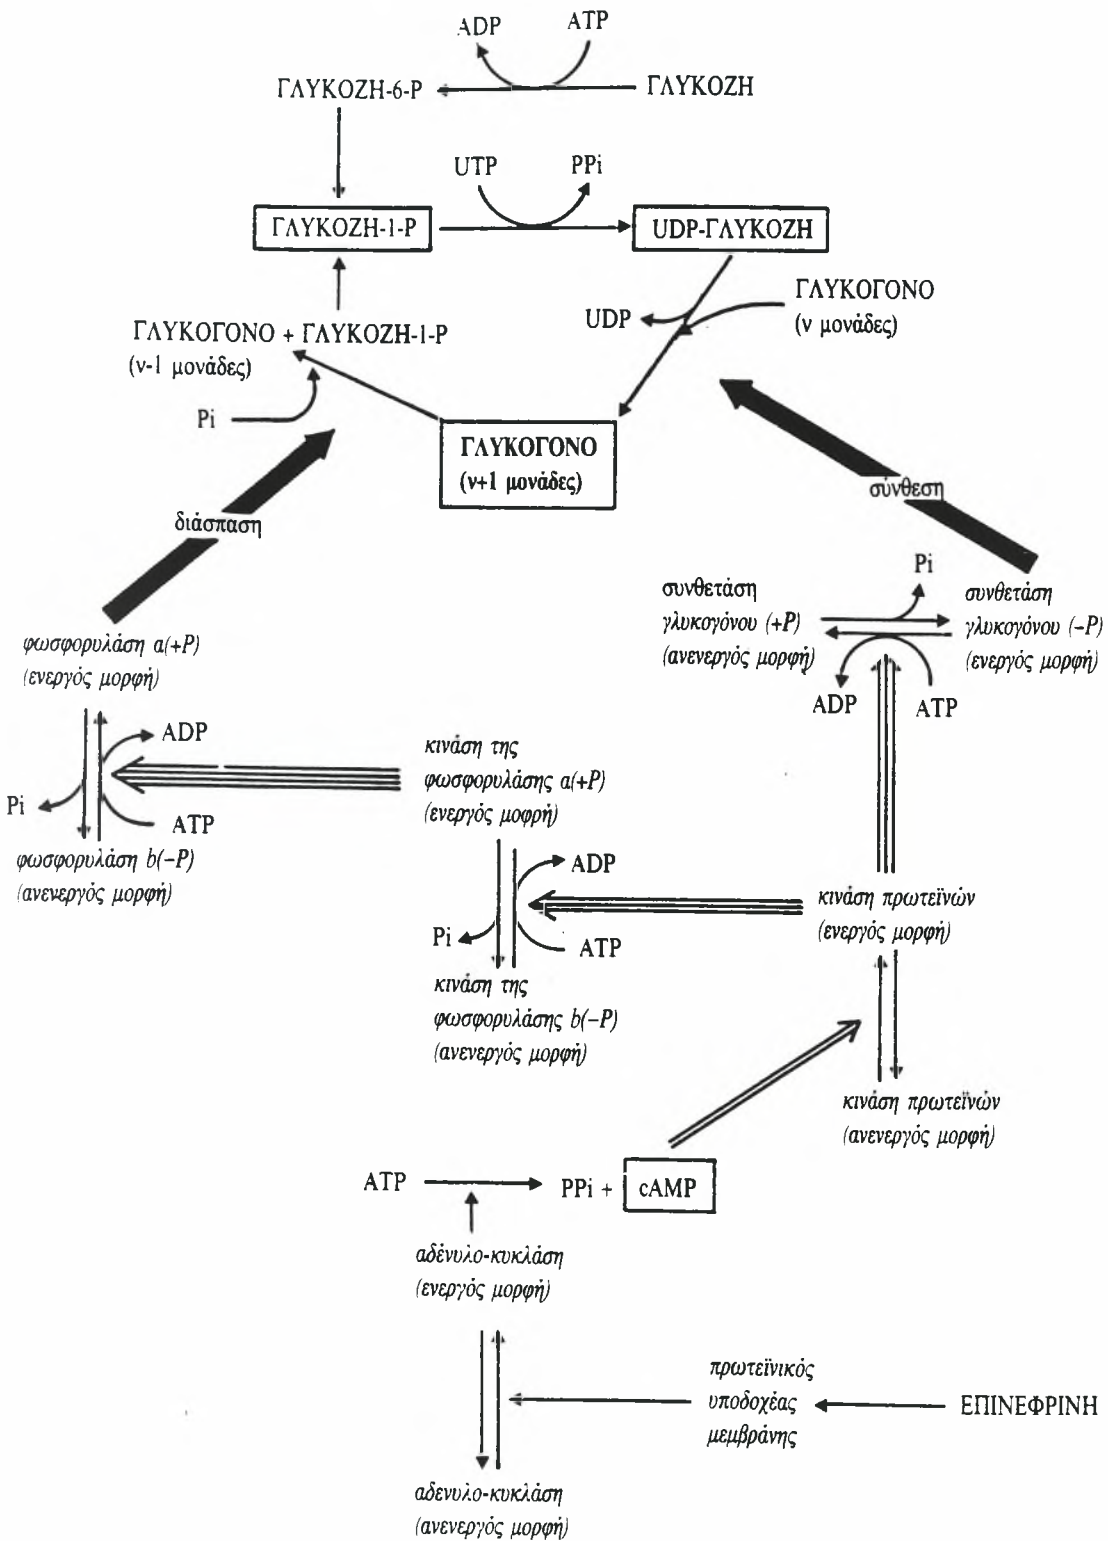 ADP ATP
ΓΛΥΚΟΖΗ-6-P ΓΛΥΚΟΖΗ
UTP PPi
ΓΛΥΚΟΖΗ-1-P UDP-ΓΛΥΚΟΖΗ
ΓΛΥΚΟΓΟΝΟ
(ν μονάδες)
UDP
ΓΛΥΚΟΓΟΝΟ + ΓΛΥΚΟΖΗ-1-P
(ν-1 μονάδες)
Pi
ΓΛΥΚΟΓΟΝΟ
(ν+1 μονάδες)
σύνθεση
διάσπαση
Pi
συνθετάση
γλυκογόνου (+P)
(ανενεργός μορφή)
συνθετάση
γλυκογόνου (–P)
(ενεργός μορφή)
ADP ATP
φωσφορυλάση a(+P)
(ενεργός μορφή)
ADP
Pi
ATP
φωσφορυλάση b(–P)
(ανενεργός μορφή)
κινάση της
φωσφορυλάσης a(+P)
(ενεργός μοφρή)
ADP
Pi
ATP
κινάση της
φωσφορυλάσης b(–P)
(ανενεργός μορφή)
κινάση πρωτεϊνών
(ενεργός μορφή)
κινάση πρωτεϊνών
(ανενεργός μορφή)
ATP PPi + cAMP
αδένυλο-κυκλάση
(ενεργός μορφή)
πρωτεϊνικός
υποδοχέας
μεμβράνης
ΕΠΙΝΕΦΡΙΝΗ
αδενυλο-κυκλάση
(ανενεργός μορφή)